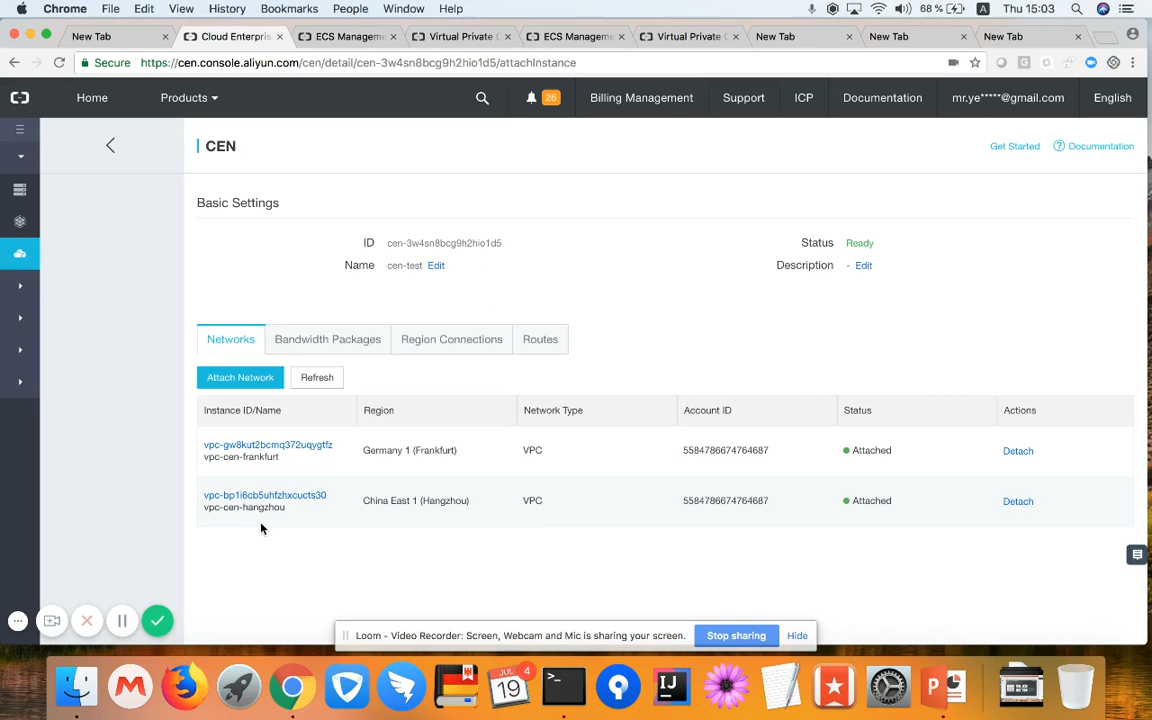 Chrome File Edit View History Bookmarks People Window Help 68 % A Thu 15:03
New Tab × Cloud Enterpris × ECS Manageme × Virtual Private C × ECS Manageme × Virtual Private C × New Tab × New Tab × New Tab ×
Secure https://cen.console.aliyun.com/cen/detail/cen-3w4sn8bcg9h2hio1d5/attachInstance
Home Products 26 Billing Management Support ICP Documentation mr.ye*****@gmail.com English
CEN Get Started Documentation
Basic Settings
ID cen-3w4sn8bcg9h2hio1d5 Status Ready
Name cen-test Edit Description - Edit
Networks Bandwidth Packages Region Connections Routes
Attach Network Refresh
Instance ID/Name Region Network Type Account ID Status Actions
vpc-gw8kut2bcmq372uqygtfz
vpc-cen-frankfurt Germany 1 (Frankfurt) VPC 5584786674764687 Attached Detach
vpc-bp1i6cb5uhfzhxcucts30
vpc-cen-hangzhou China East 1 (Hangzhou) VPC 5584786674764687 Attached Detach
Loom - Video Recorder: Screen, Webcam and Mic is sharing your screen. Stop sharing Hide
JUL 4
19
IJ
P